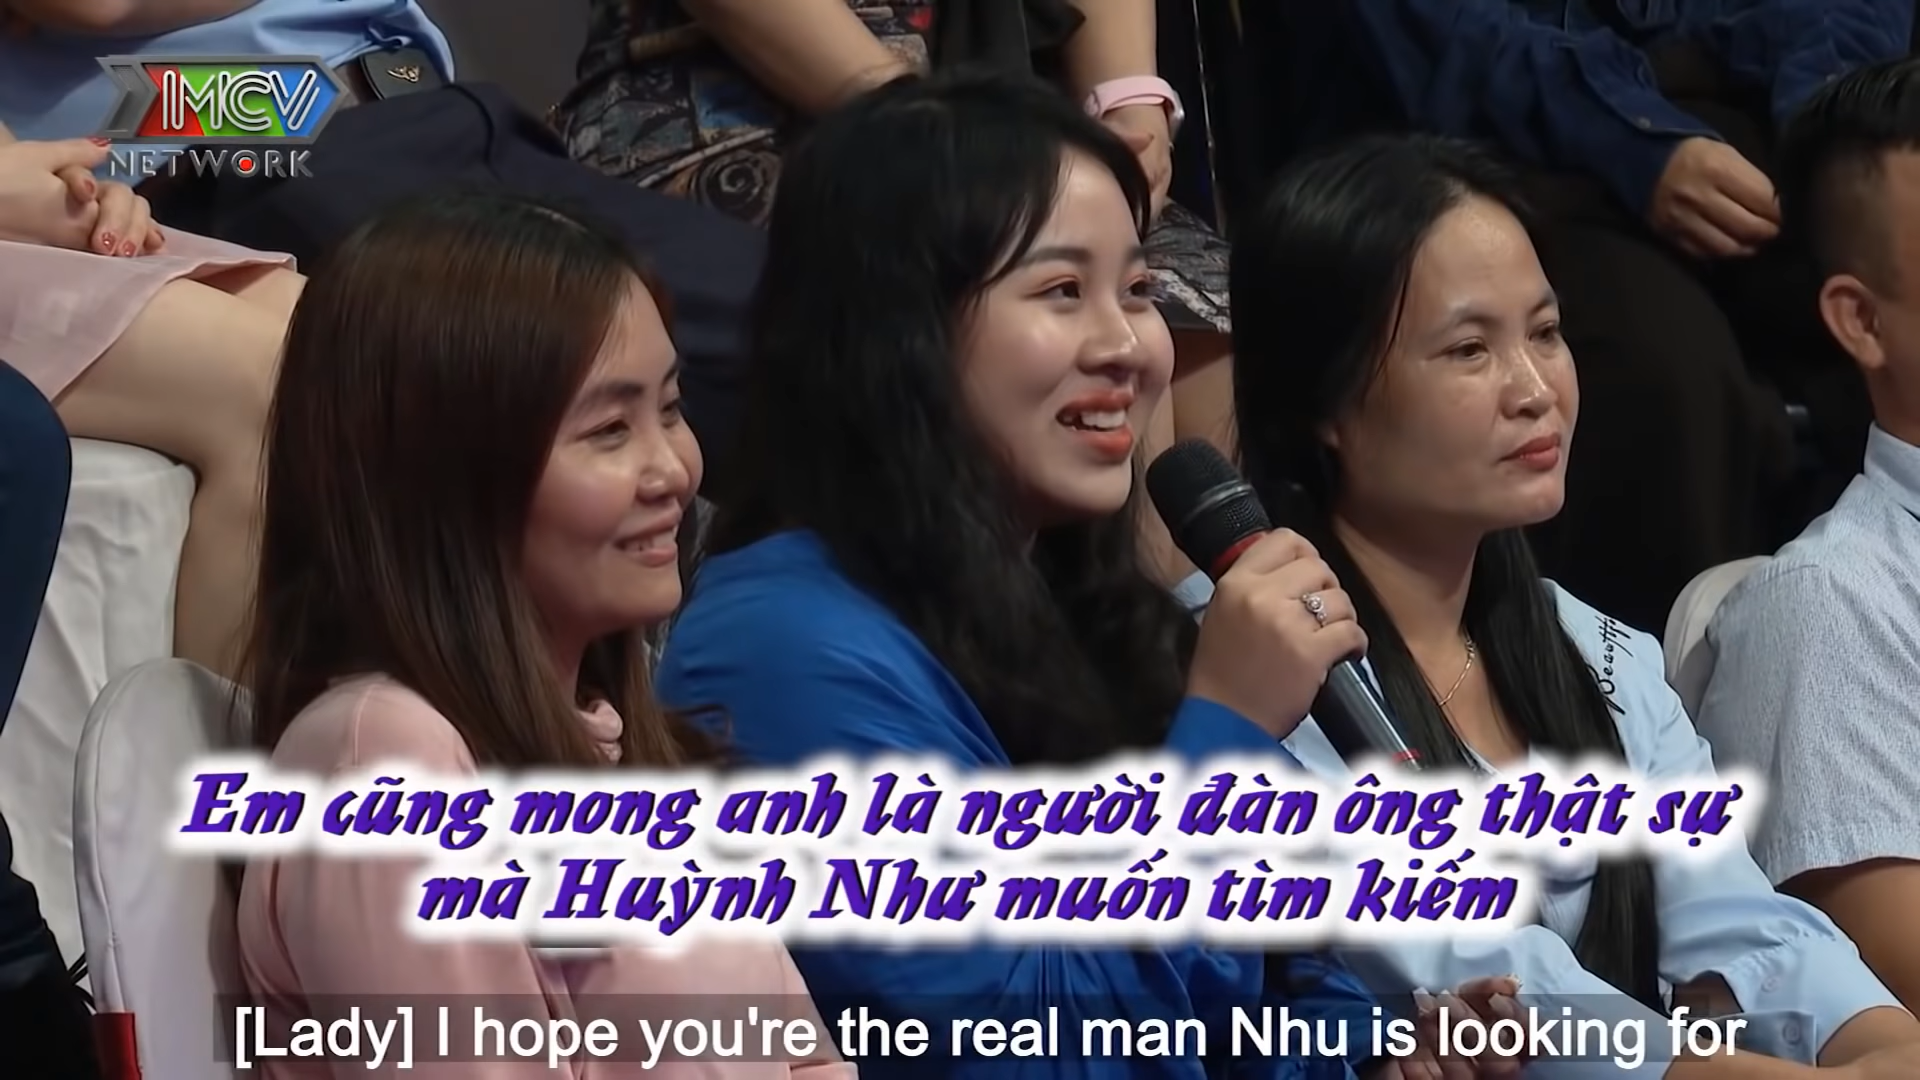 MCV
NETWORK
Beautif
Em cũng mong anh là người đàn ông thật sự
mà Huỳnh Như muốn tìm kiếm
[Lady] I hope you're the real man Nhu is looking for